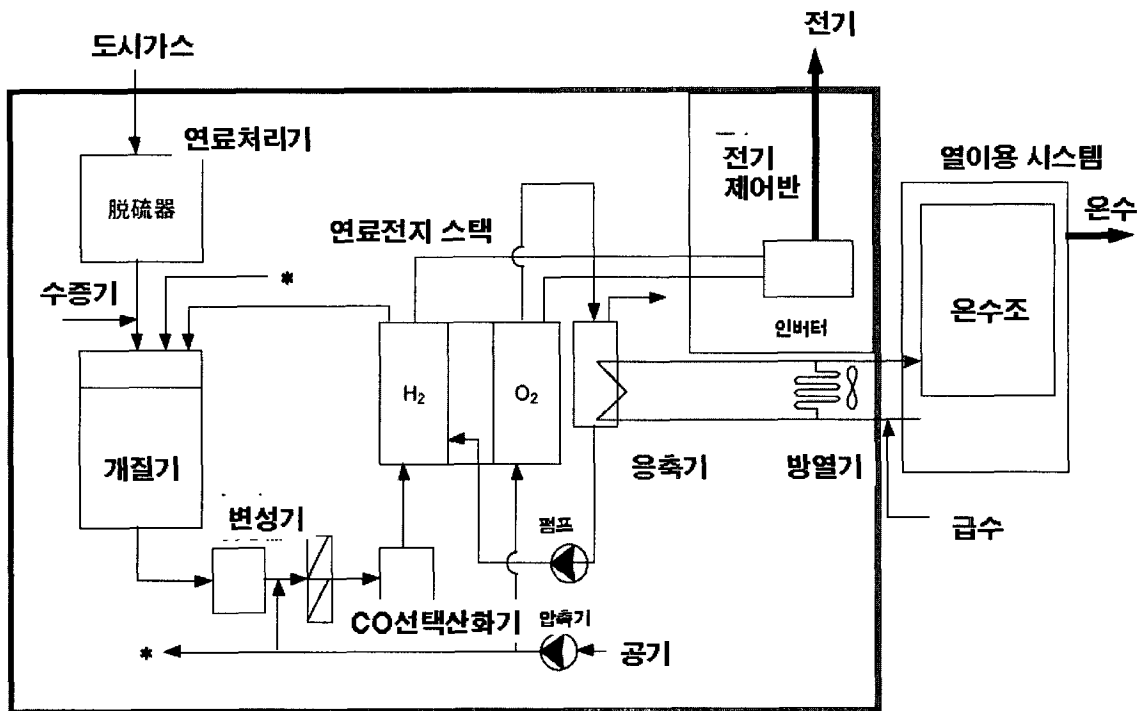 전기
도시가스
연료처리기
脱硫器
전기
제어반
열이용 시스템
온수
연료전지 스택
*
수증기
온수조
인버터
H₂
O₂
개질기
응축기
방열기
변성기
펌프
급수
CO선택산화기
압축기
*
공기